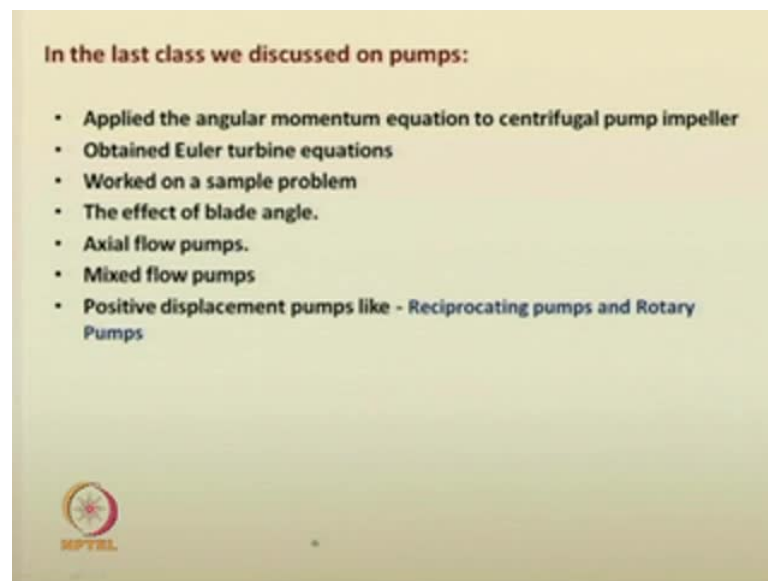 In the last class we discussed on pumps:
• Applied the angular momentum equation to centrifugal pump impeller
• Obtained Euler turbine equations
• Worked on a sample problem
• The effect of blade angle.
• Axial flow pumps.
• Mixed flow pumps
• Positive displacement pumps like - Reciprocating pumps and Rotary
Pumps
NPTEL